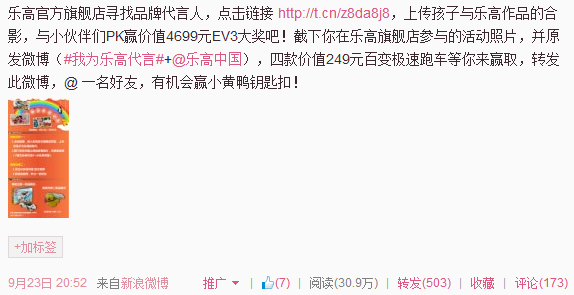 乐高官方旗舰店寻找品牌代言人，点击链接 http://t.cn/z8da8j8，上传孩子与乐高作品的合
影，与小伙伴们PK赢价值4699元EV3大奖吧！截下你在乐高旗舰店参与的活动照片，并原
发微博（#我为乐高代言#+@乐高中国），四款价值249元百变极速跑车等你来赢取，转发
此微博，@ 一名好友，有机会赢小黄鸭钥匙扣！
+加标签
9月23日 20:52 来自新浪微博 推广 (7) | 阅读(30.9万) | 转发(503) | 收藏 | 评论(173)